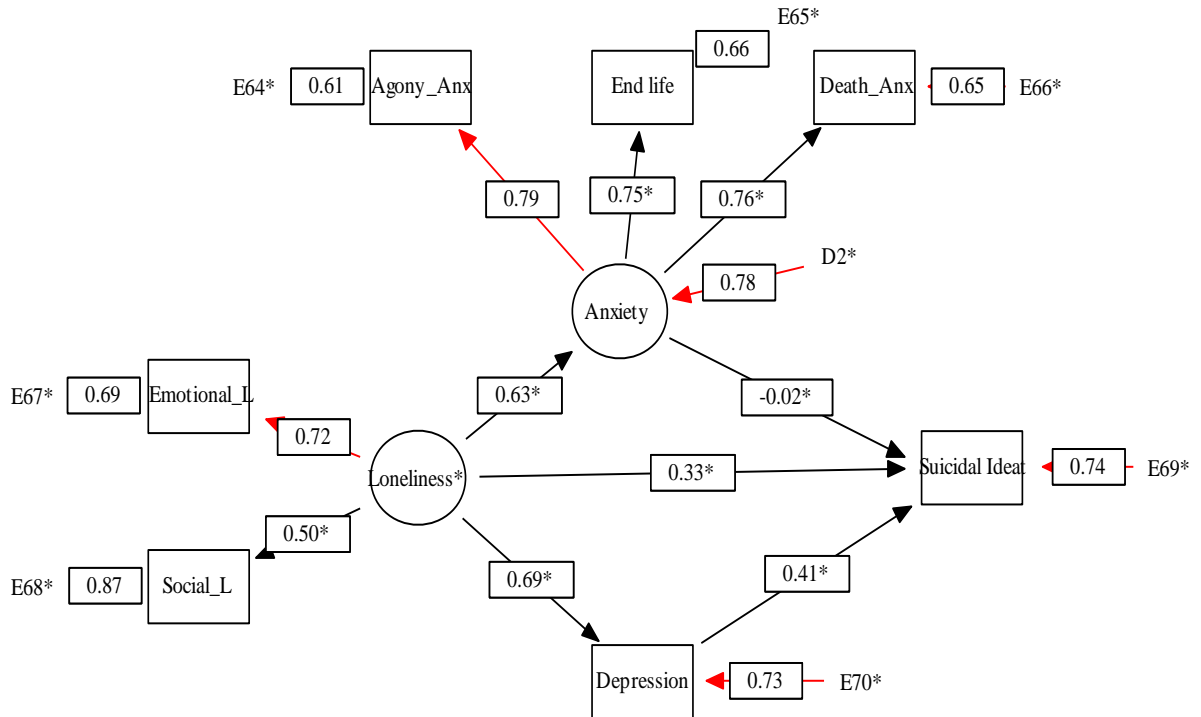 E65*
0.66
E64*
0.61
Agony_Anx
End life
Death_Anx
0.65
E66*
0.79
0.75*
0.76*
D2*
0.78
Anxiety
E67*
0.69
Emotional_L
0.63*
-0.02*
0.72
Loneliness*
0.33*
Suicidal Ideat
0.74
E69*
0.50*
E68*
0.87
Social_L
0.69*
0.41*
Depression
0.73
E70*